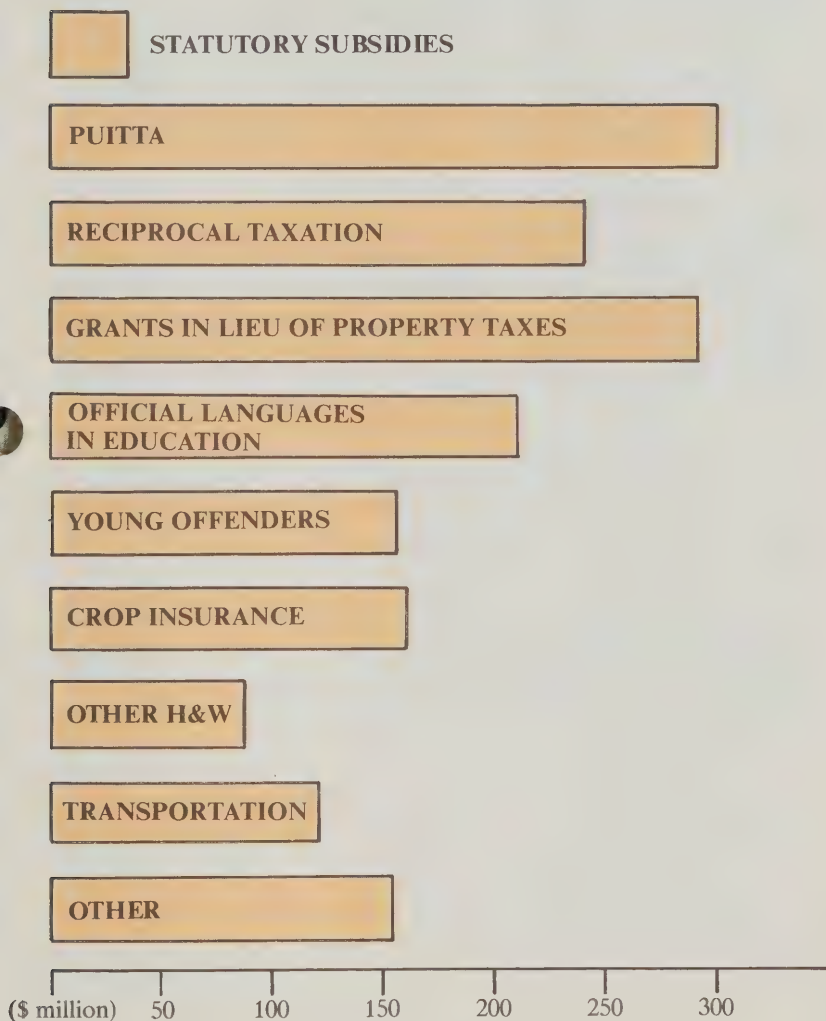 STATUTORY SUBSIDIES
PUITTA
RECIPROCAL TAXATION
GRANTS IN LIEU OF PROPERTY TAXES
OFFICIAL LANGUAGES
IN EDUCATION
YOUNG OFFENDERS
CROP INSURANCE
OTHER H&W
TRANSPORTATION
OTHER
($ million) 50 100 150 200 250 300